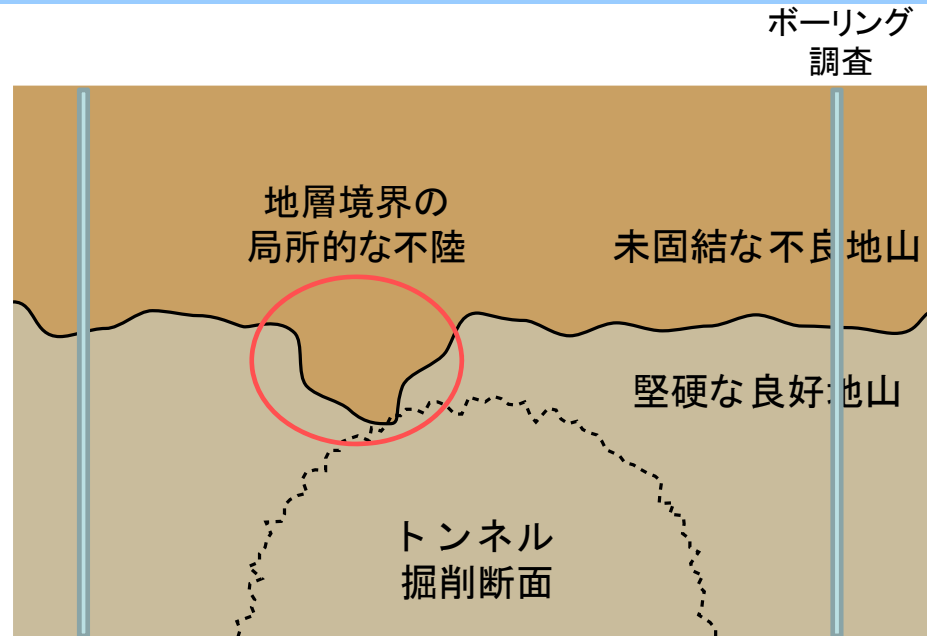 ボーリング
調査
地層境界の
局所的な不陸
未固結な不良地山
堅硬な良好地山
トンネル
掘削断面